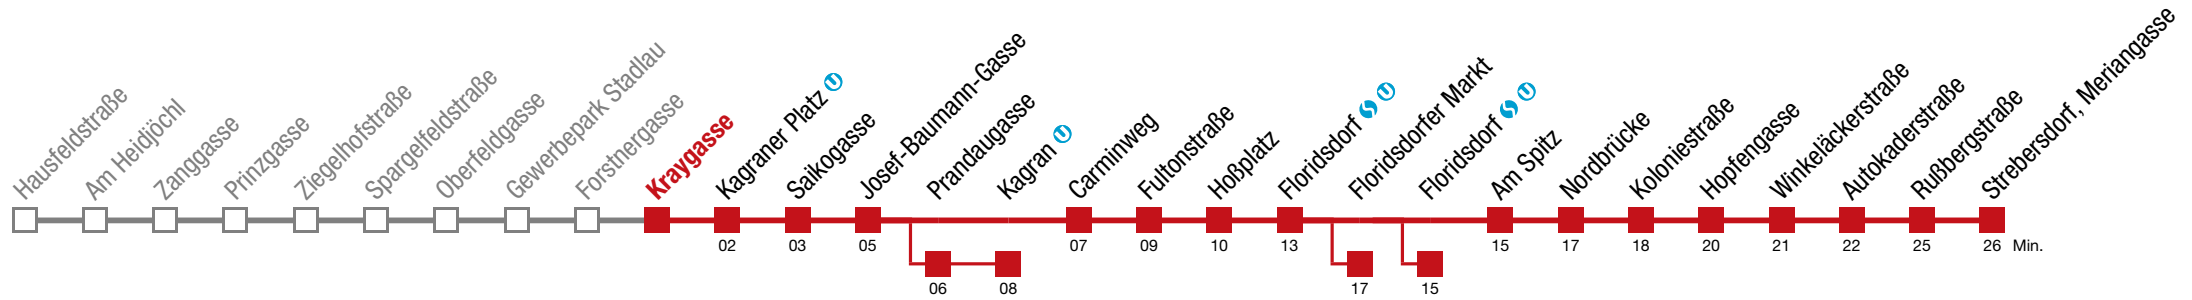 Hausfeldstraße
Am Heidjöchl
Zanggasse
Prinzgasse
Ziegelhofstraße
Spargelfeldstraße
Oberfeldgasse
Gewerbepark Stadlau
Forstnergasse
Kraygasse
Kagraner Platz U
Saikogasse
Josef-Baumann-Gasse
Prandaugasse
Kagran U
Carminweg
Fultonstraße
Hoßplatz
Floridsdorf S U
Floridsdorfer Markt
Floridsdorf S U
Am Spitz
Nordbrücke
Koloniestraße
Hopfengasse
Winkeläckerstraße
Autokaderstraße
Rußbergstraße
Strebersdorf, Meriangasse
02 03 05 07 09 10 13 15 17 18 20 21 22 25 26 Min.
06 08 17 15